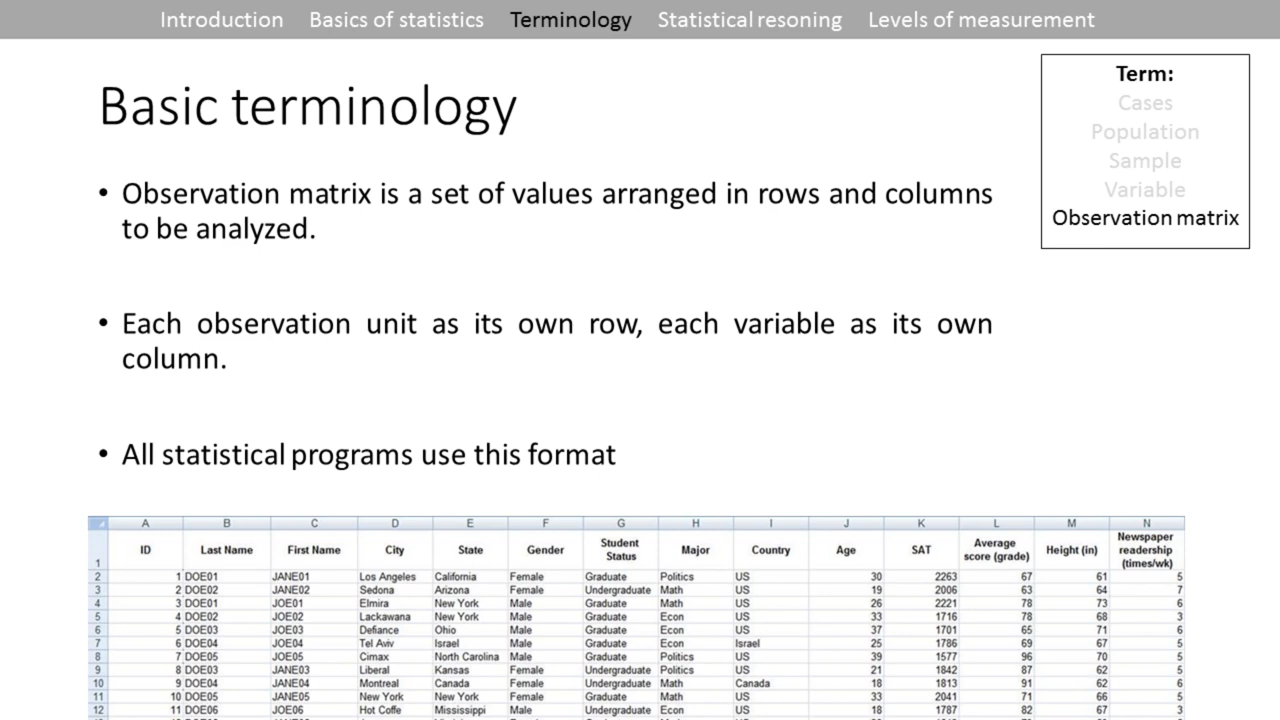 Introduction Basics of statistics Terminology Statistical resoning Levels of measurement
Basic terminology
Term:
Cases
Population
Sample
Variable
Observation matrix
• Observation matrix is a set of values arranged in rows and columns
to be analyzed.
• Each observation unit as its own row, each variable as its own
column.
• All statistical programs use this format
A B C D E F G H I J K L M N
1 ID Last Name First Name City State Gender Student Status Major Country Age SAT Average score (grade) Height (in) Newspaper readership (times/wk)
2 1 DOE01 JANE01 Los Angeles California Female Graduate Politics US 30 2263 67 61 5
3 2 DOE02 JANE02 Sedona Arizona Female Undergraduate Math US 19 2006 63 64 7
4 3 DOE01 JOE01 Elmira New York Male Graduate Math US 26 2221 78 73 6
5 4 DOE02 JOE02 Lackawana New York Male Graduate Econ US 33 1716 78 68 3
6 5 DOE03 JOE03 Defiance Ohio Male Graduate Econ US 37 1701 65 71 6
7 6 DOE04 JOE04 Tel Aviv Israel Male Graduate Econ Israel 25 1786 69 67 5
8 7 DOE05 JOE05 Cimax North Carolina Male Graduate Politics US 39 1577 96 70 5
9 8 DOE03 JANE03 Liberal Kansas Female Undergraduate Politics US 21 1842 87 62 5
10 9 DOE04 JANE04 Montreal Canada Female Undergraduate Math Canada 18 1813 91 62 6
11 10 DOE05 JANE05 New York New York Female Graduate Math US 33 2041 71 66 5
12 11 DOE06 JOE06 Hot Coffe Mississippi Male Undergraduate Econ US 18 1787 82 67 3